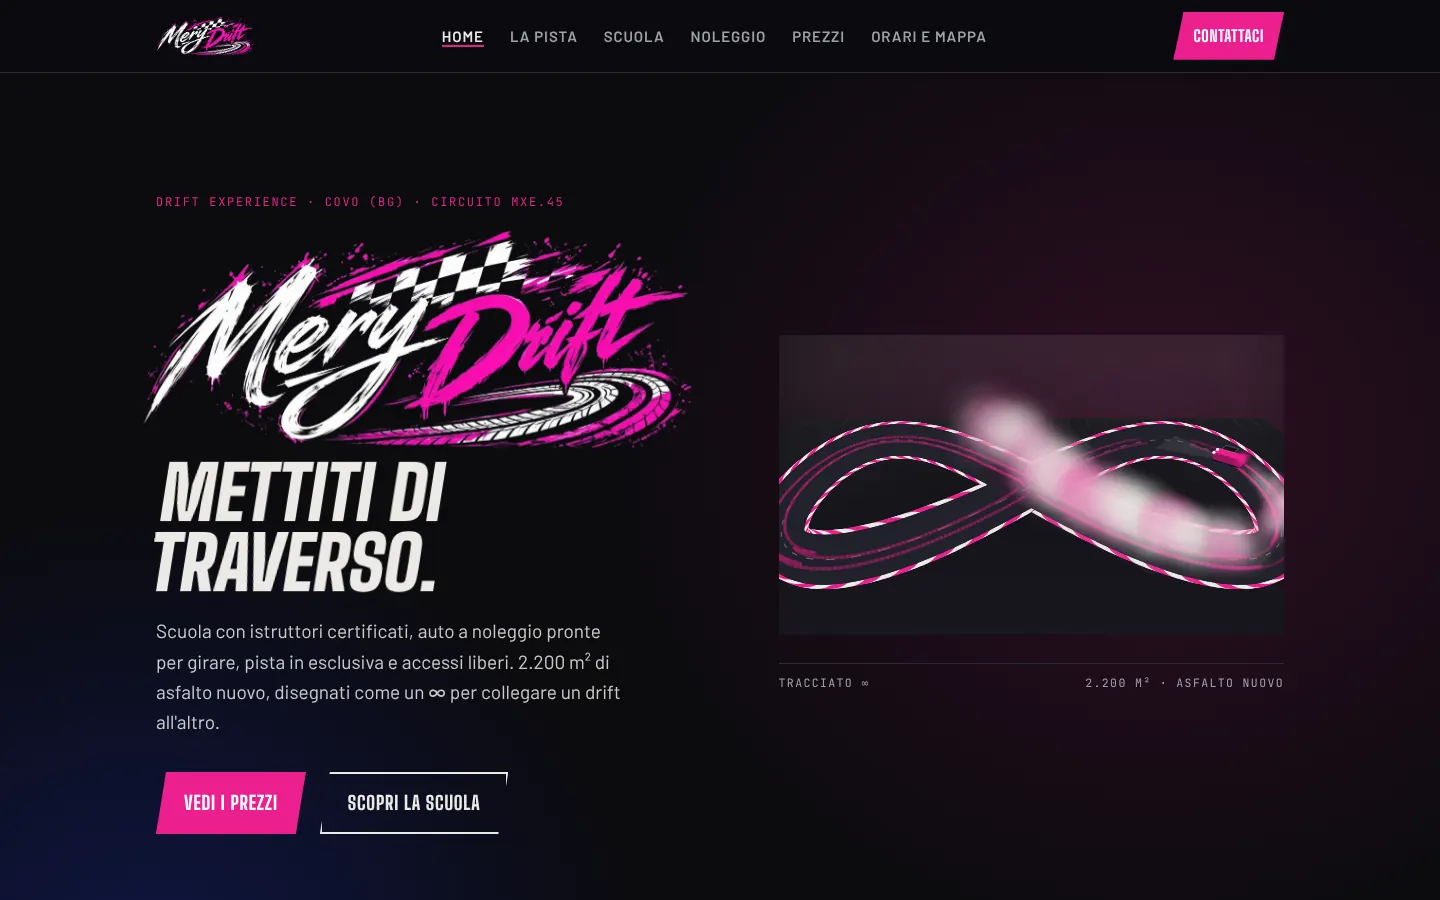 Mery Drift
HOME
LA PISTA
SCUOLA
NOLEGGIO
PREZZI
ORARI E MAPPA
CONTATTACI
DRIFT EXPERIENCE · COVO (BG) · CIRCUITO MXE.45
Mery Drift
METTITI DI
TRAVERSO.
Scuola con istruttori certificati, auto a noleggio pronte
per girare, pista in esclusiva e accessi liberi. 2.200 m² di
asfalto nuovo, disegnati come un ∞ per collegare un drift
all'altro.
VEDI I PREZZI
SCOPRI LA SCUOLA
TRACCIATO ∞
2.200 M² · ASFALTO NUOVO